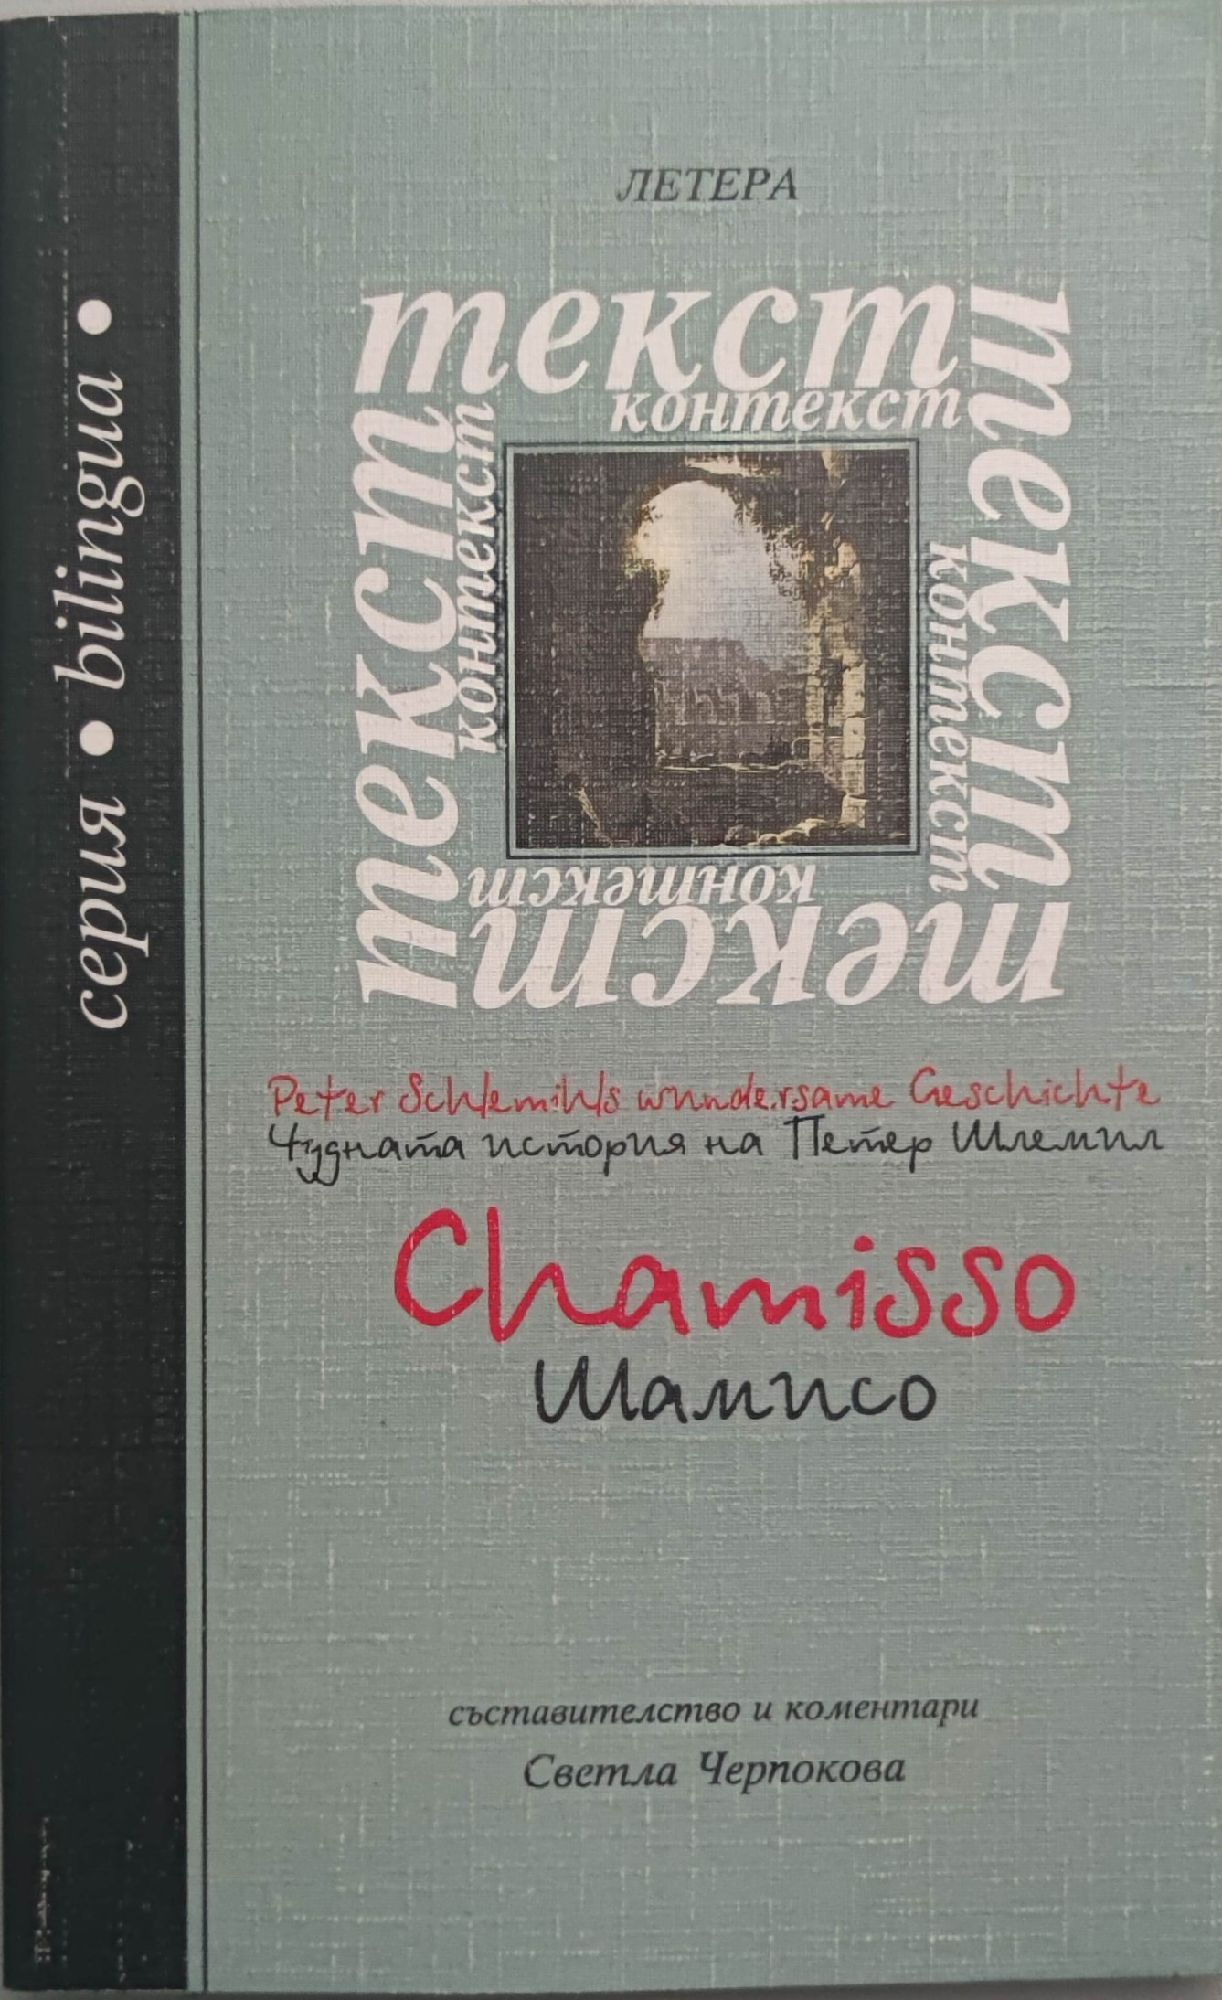 серия • bilingua •
ЛЕТЕРА
текст
контекст
текст
контекст
текст
контекст
текст
контекст
Peter Schlemihls wundersame Geschichte
Чудната история на Петер Шлемил
Chamisso
Шамисо
съставителство и коментари
Светла Черпокова